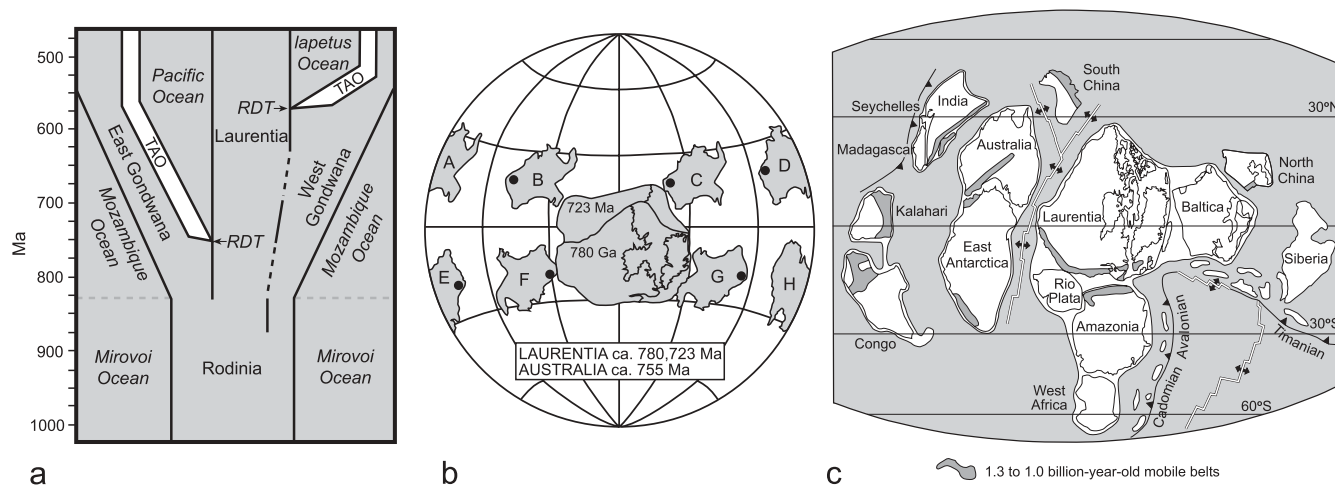 500
600
700
800
900
1000
Ma
Pacific
Ocean
Iapetus
Ocean
TAO
RDT
Laurentia
TAO
East Gondwana
Mozambique
Ocean
RDT
West
Gondwana
Mozambique
Ocean
Mirovoi
Ocean
Rodinia
Mirovoi
Ocean
a
A
B
C
D
723 Ma
780 Ga
E
F
G
H
LAURENTIA ca. 780,723 Ma
AUSTRALIA ca. 755 Ma
b
South
China
Seychelles
India
30ºN
Madagascar
Australia
North
China
Kalahari
Laurentia
Baltica
East
Antarctica
Siberia
Rio
Plata
Amazonia
30ºS
Congo
Timanian
Avalonian
Cadomian
West
Africa
60ºS
c
1.3 to 1.0 billion-year-old mobile belts